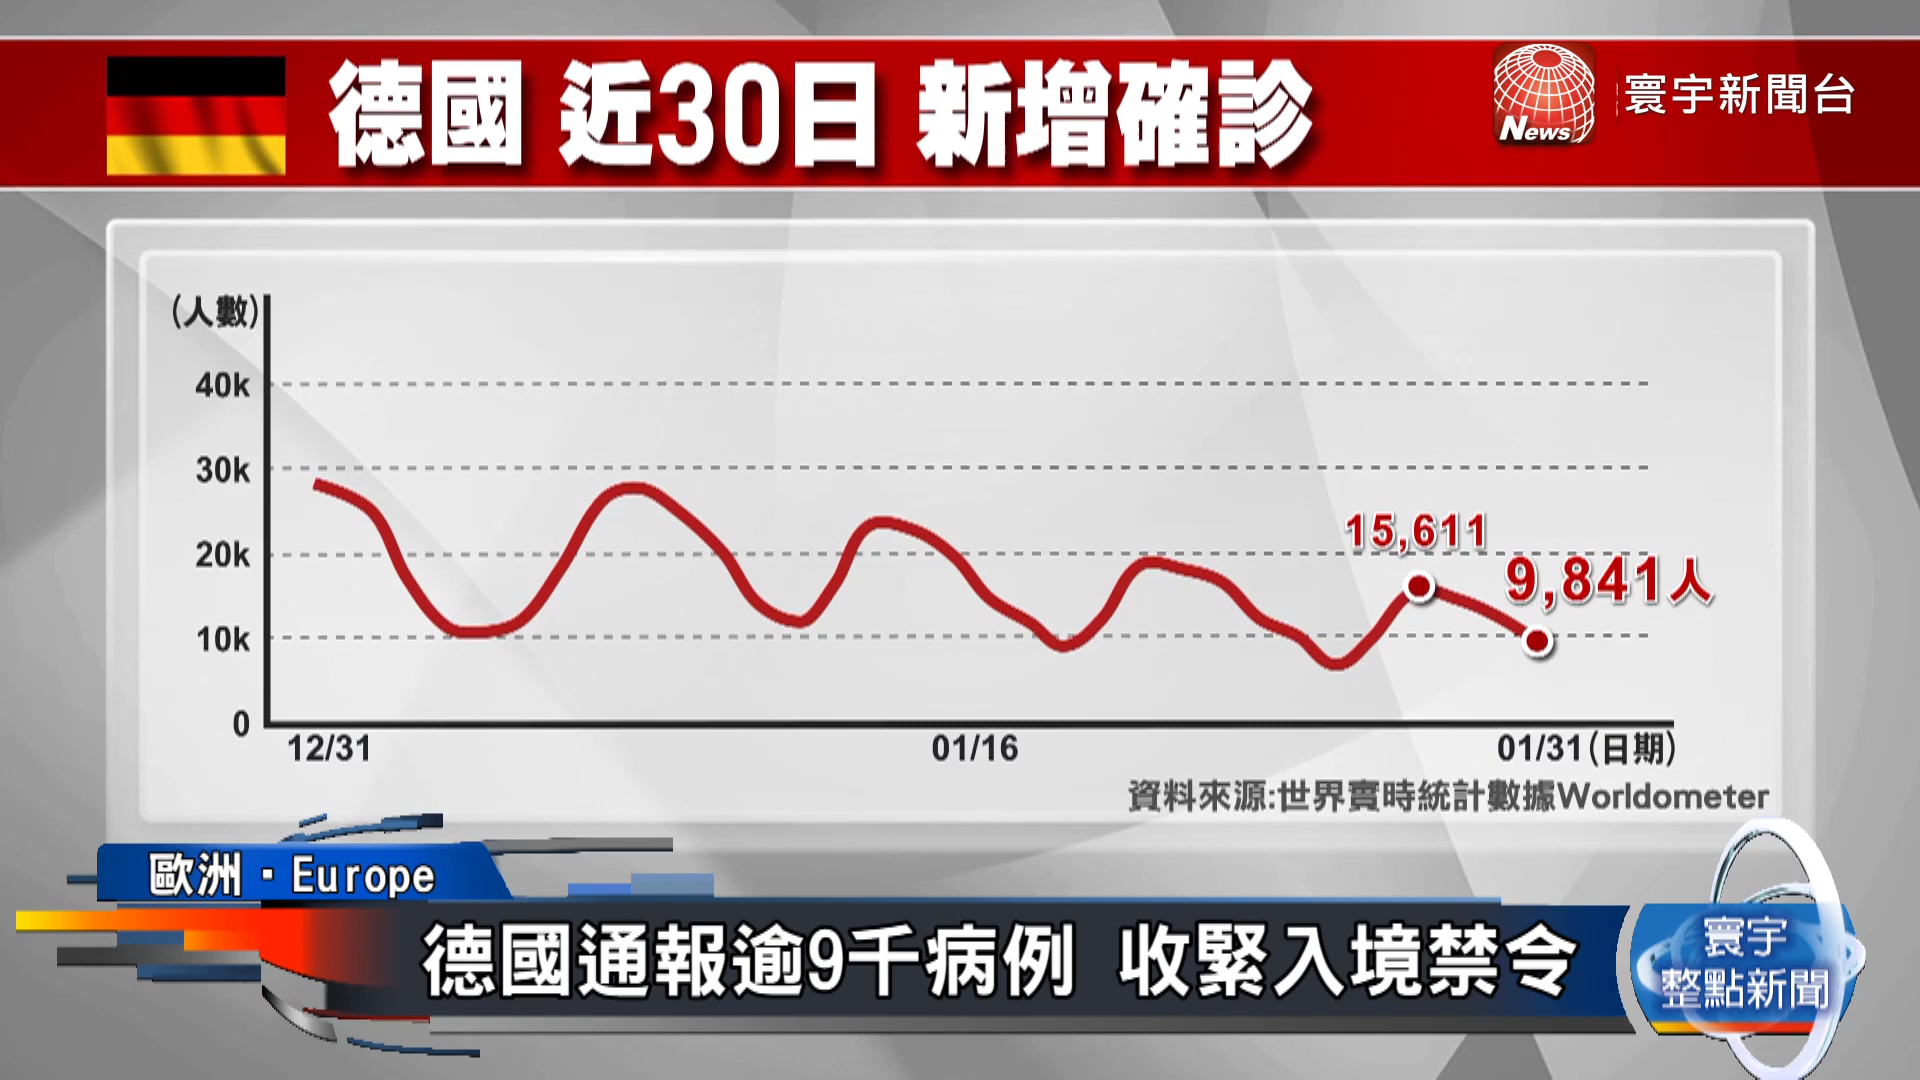 德國 近30日 新增確診
News
寰宇新聞台
(人數)
40k
30k
20k
10k
0
15,611
9,841人
12/31
01/16
01/31(日期)
資料來源:世界實時統計數據Worldometer
歐洲·Europe
德國通報逾9千病例 收緊入境禁令
寰宇
整點新聞